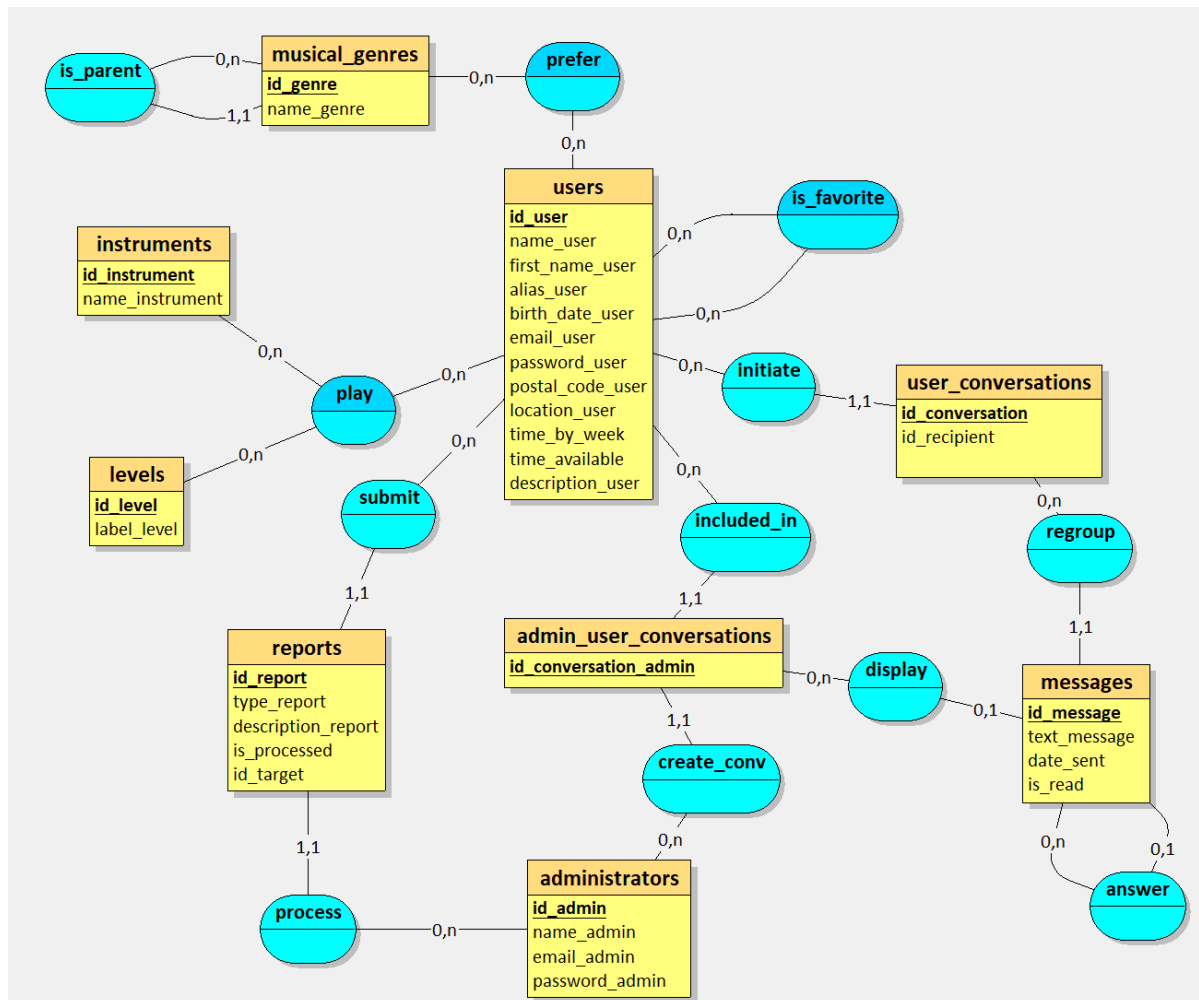 is_parent
0,n
1,1
musical_genres
id_genre
name_genre
0,n
prefer
0,n
users
id_user
name_user
first_name_user
alias_user
birth_date_user
email_user
password_user
postal_code_user
location_user
time_by_week
time_available
description_user
is_favorite
0,n
0,n
instruments
id_instrument
name_instrument
0,n
play
0,n
0,n
levels
id_level
label_level
0,n
initiate
1,1
user_conversations
id_conversation
id_recipient
0,n
regroup
1,1
0,n
submit
1,1
0,n
included_in
1,1
reports
id_report
type_report
description_report
is_processed
id_target
admin_user_conversations
id_conversation_admin
0,n
display
0,1
messages
id_message
text_message
date_sent
is_read
0,n
0,1
answer
1,1
create_conv
0,n
1,1
process
0,n
administrators
id_admin
name_admin
email_admin
password_admin